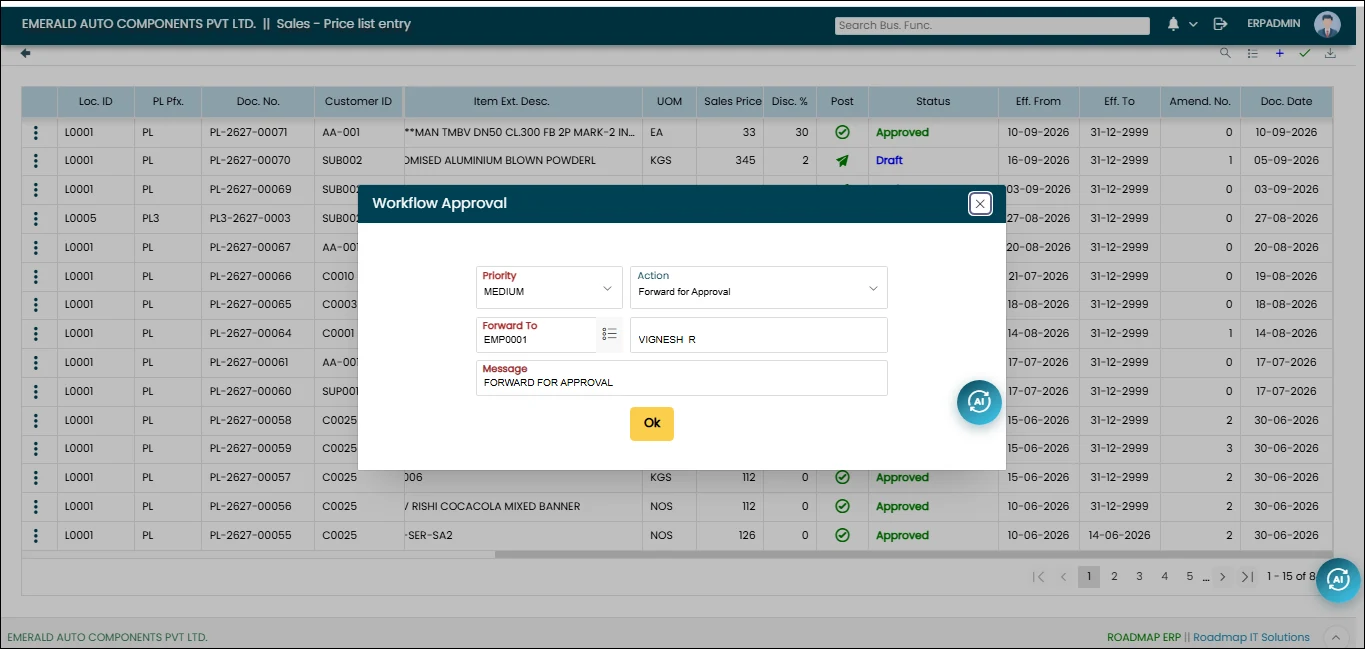 EMERALD AUTO COMPONENTS PVT LTD. || Sales - Price list entry
Search Bus. Func.
ERPADMIN
Loc. ID PL Pfx. Doc. No. Customer ID Item Ext. Desc. UOM Sales Price Disc. % Post Status Eff. From Eff. To Amend. No. Doc. Date
L0001 PL PL-2627-00071 AA-001 **MAN TMBV DN50 CL.300 FB 2P MARK-2 IN... EA 33 30 Approved 10-09-2026 31-12-2999 0 10-09-2026
L0001 PL PL-2627-00070 SUB002 OMISED ALUMINIUM BLOWN POWDERL KGS 345 2 Draft 16-09-2026 31-12-2999 1 05-09-2026
L0001 PL PL-2627-00069 SUB002 03-09-2026 31-12-2999 0 03-09-2026
L0005 PL3 PL3-2627-0003 SUB002 27-08-2026 31-12-2999 0 27-08-2026
L0001 PL PL-2627-00067 AA-001 20-08-2026 31-12-2999 0 20-08-2026
L0001 PL PL-2627-00066 C0010 21-07-2026 31-12-2999 0 19-08-2026
L0001 PL PL-2627-00065 C0003 18-08-2026 31-12-2999 0 18-08-2026
L0001 PL PL-2627-00064 C0001 14-08-2026 31-12-2999 1 14-08-2026
L0001 PL PL-2627-00061 AA-001 17-07-2026 31-12-2999 0 17-07-2026
L0001 PL PL-2627-00060 SUP001 17-07-2026 31-12-2999 0 17-07-2026
L0001 PL PL-2627-00058 C0025 15-06-2026 31-12-2999 2 30-06-2026
L0001 PL PL-2627-00059 C0025 15-06-2026 31-12-2999 3 30-06-2026
L0001 PL PL-2627-00057 C0025 006 KGS 112 0 Approved 15-06-2026 31-12-2999 2 30-06-2026
L0001 PL PL-2627-00056 C0025 / RISHI COCACOLA MIXED BANNER NOS 112 0 Approved 10-06-2026 31-12-2999 2 30-06-2026
L0001 PL PL-2627-00055 C0025 -SER-SA2 NOS 126 0 Approved 10-06-2026 14-06-2026 2 30-06-2026
Workflow Approval
Priority Action
MEDIUM Forward for Approval
Forward To
EMP0001 VIGNESH R
Message
FORWARD FOR APPROVAL
Ok
AI
1 2 3 4 5 ... 1 - 15 of 8
AI
EMERALD AUTO COMPONENTS PVT LTD.
ROADMAP ERP || Roadmap IT Solutions